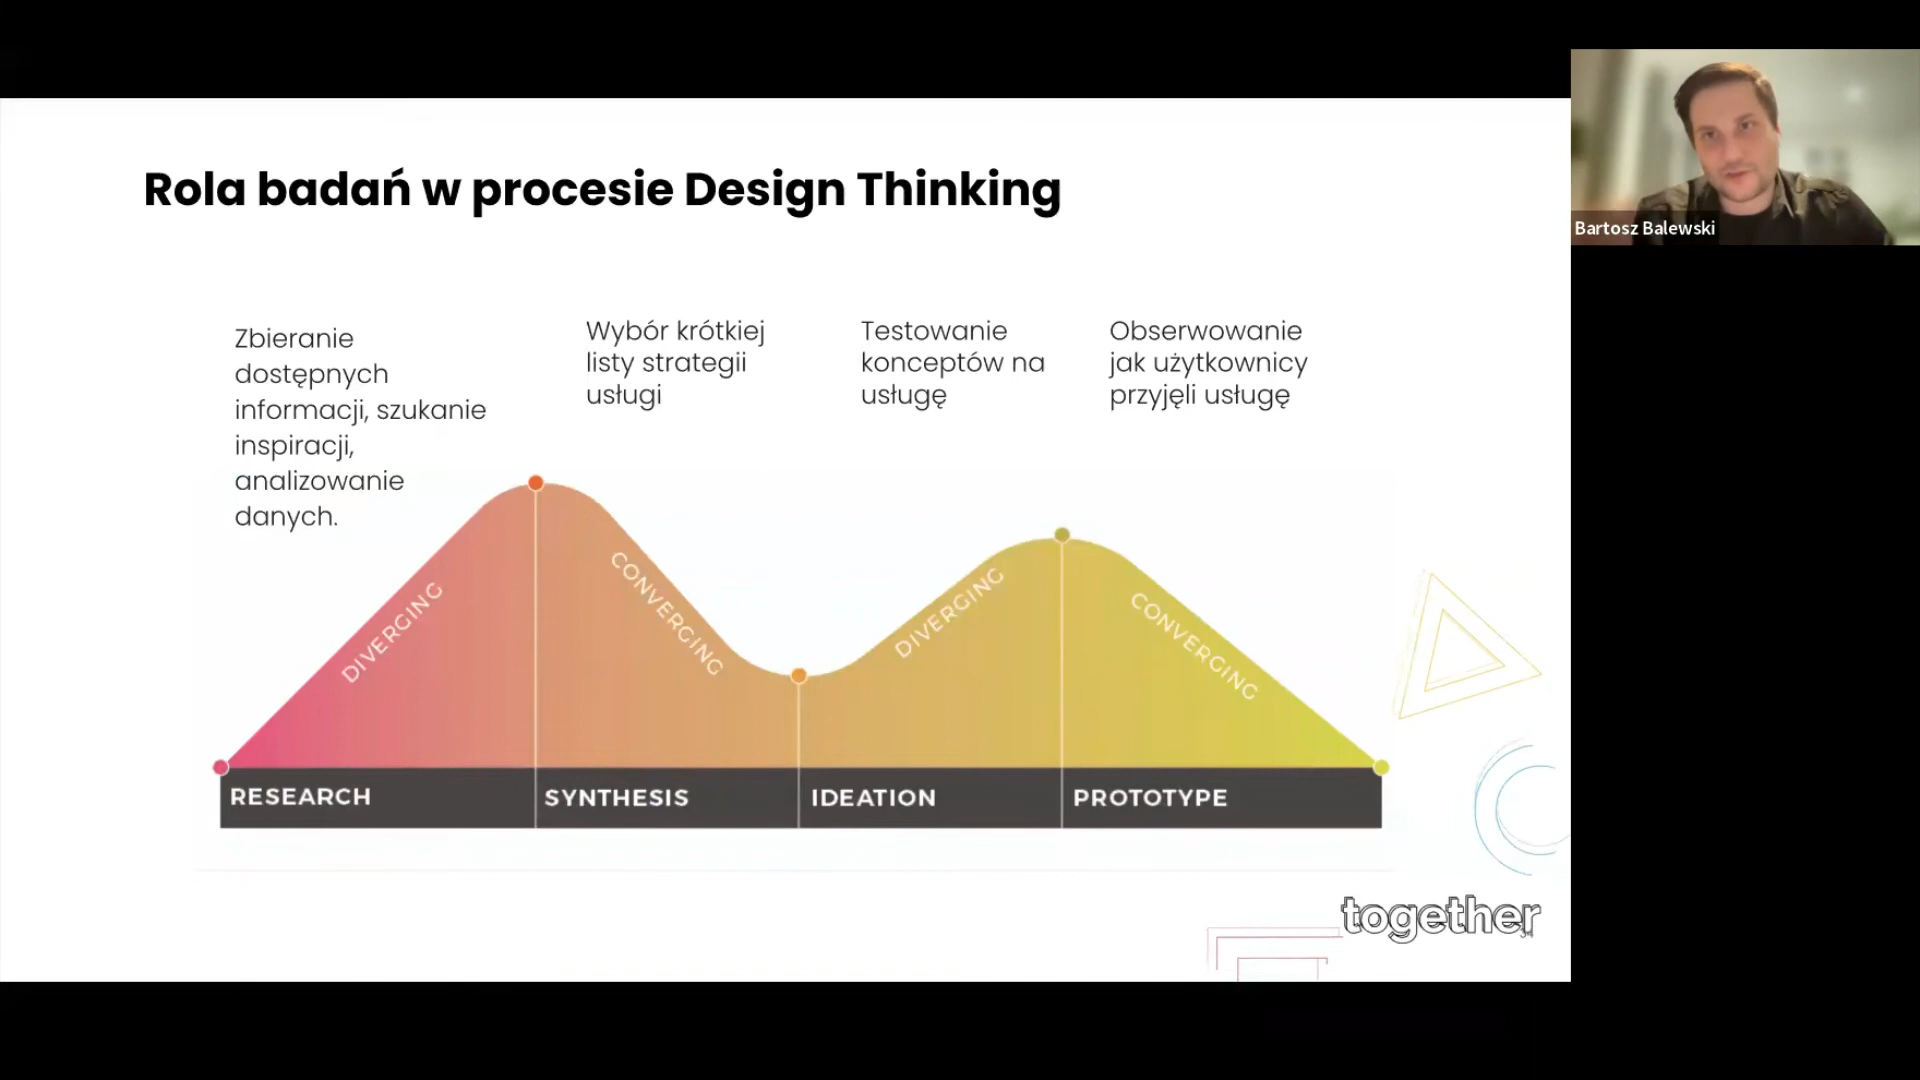 Rola badań w procesie Design Thinking
Zbieranie
dostępnych
informacji, szukanie
inspiracji,
analizowanie
danych.
Wybór krótkiej
listy strategii
usługi
Testowanie
konceptów na
usługę
Obserwowanie
jak użytkownicy
przyjęli usługę
DIVERGING
CONVERGING
DIVERGING
CONVERGING
RESEARCH
SYNTHESIS
IDEATION
PROTOTYPE
together
Bartosz Balewski